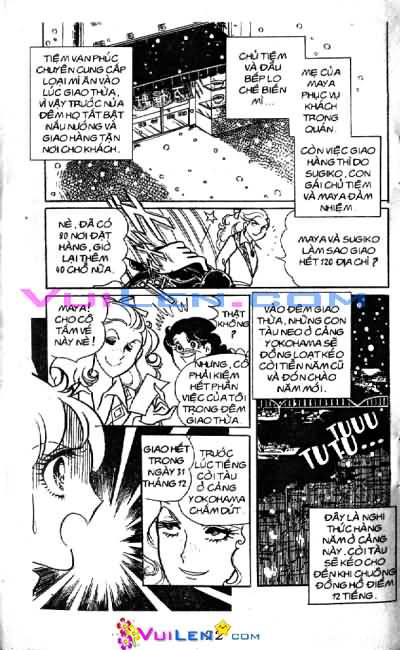 TIỆM VẠN PHÚC
CHUYÊN CUNG CẤP
LOẠI MÌ ĂN VÀO
LÚC GIAO THỪA,
VÌ VẬY TRƯỚC NỬA
ĐÊM HỌ TẤT BẬT
NẤU NƯỚNG VÀ
GIAO HÀNG TẬN
NƠI CHO KHÁCH.
CHỦ TIỆM
VÀ ĐẦU
BẾP LO
CHẾ BIẾN
MÌ...
MẸ CỦA
MAYA
PHỤC VỤ
KHÁCH
TRONG
QUÁN.
CÒN VIỆC GIAO
HÀNG THÌ DO
SUGIKO, CON
GÁI CHỦ TIỆM
VÀ MAYA ĐẢM
NHIỆM.
NÈ, ĐÃ CÓ
80 NƠI ĐẶT
HÀNG, GIỜ
LẠI THÊM
40 CHỖ NỮA.
MAYA VÀ SUGIKO
LÀM SAO GIAO
HẾT 120 ĐỊA CHỈ ?
VUILEN.COM
MAYA!
CHO CÔ
TẤM VÉ
NÀY NÈ!
THẬT
KHÔNG
?
NHƯNG, CÔ
PHẢI KIÊM
HẾT PHẦN
VIỆC CỦA TÔI
TRONG ĐÊM
GIAO THỪA.
VÀO ĐÊM GIAO
THỪA, NHỮNG CON
TÀU NEO Ở CẢNG
YOKOHAMA SẼ
ĐỒNG LOẠT KÉO
CÒI TIỄN NĂM CŨ
VÀ ĐÓN CHÀO
NĂM MỚI.
TUUU
TU TU...
GIAO HẾT
TRONG
NGÀY 31
THÁNG 12
TRƯỚC
LÚC TIẾNG
CÒI TÀU
Ở CẢNG
YOKOHAMA
CHẤM DỨT.
ĐÂY LÀ NGHI
THỨC HÀNG
NĂM Ở CẢNG
NÀY. CÒI TÀU
SẼ KÉO CHO
ĐẾN KHI CHUÔNG
ĐỒNG HỒ ĐIỂM
12 TIẾNG.
VUILEN.COM